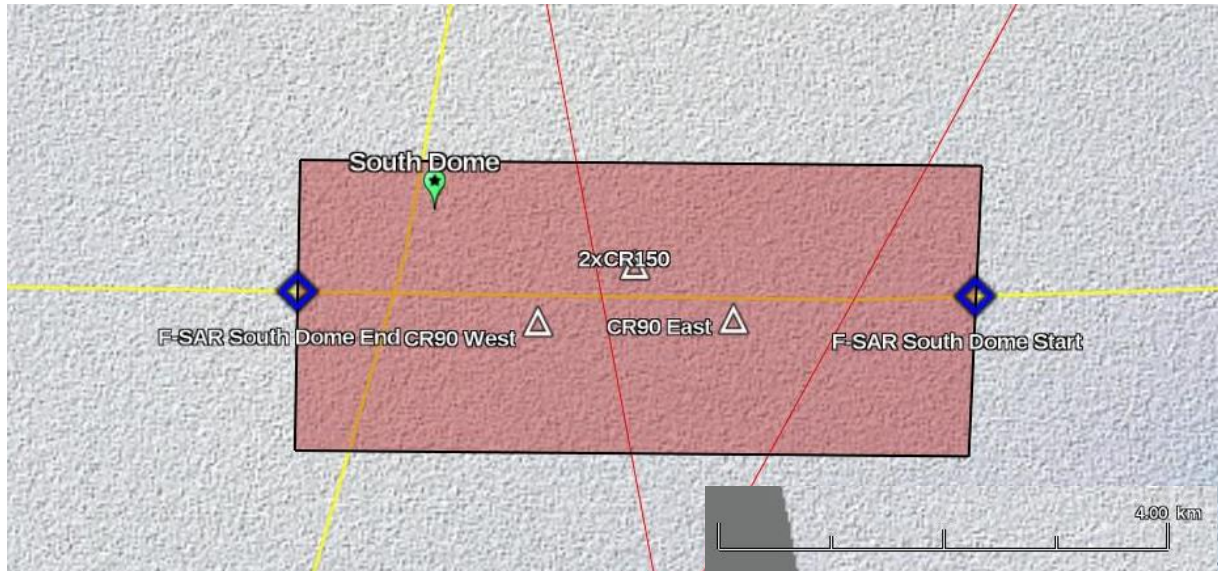 South Dome
2xCR150
F-SAR South Dome End
CR90 West
CR90 East
F-SAR South Dome Start
4.00 km